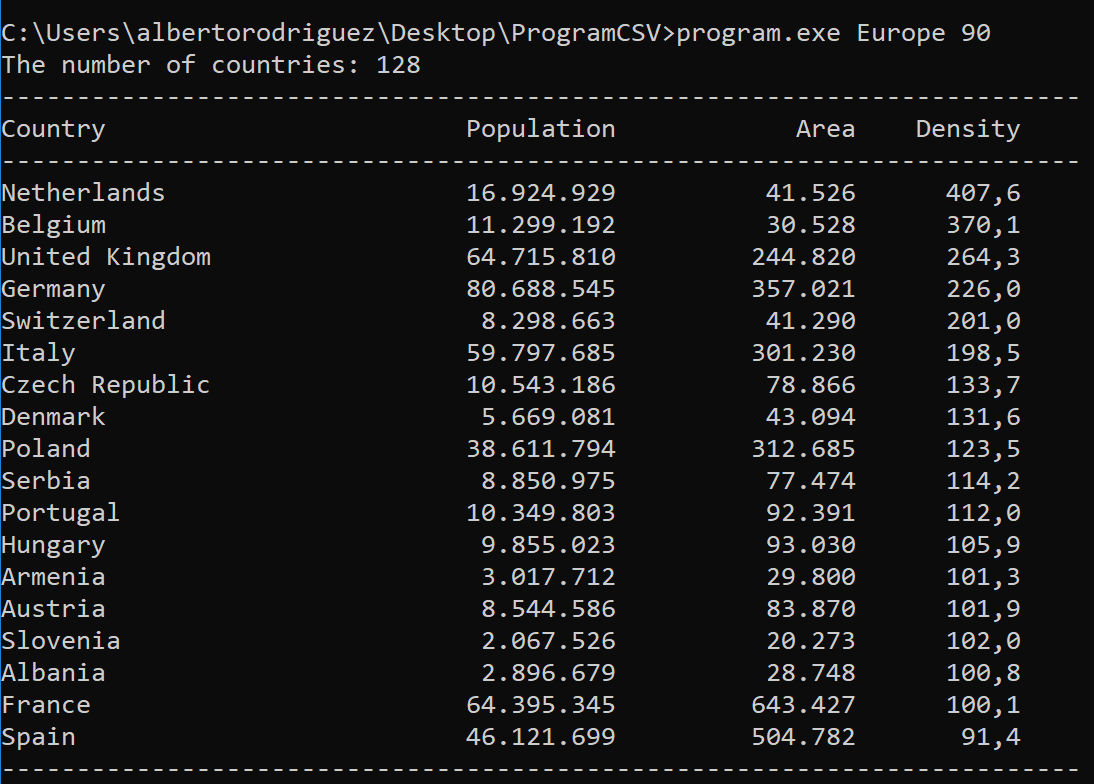 C:\Users\albertorodriguez\Desktop\ProgramCSV>program.exe Europe 90
The number of countries: 128
------------------------------------------------------------------------
Country                        Population            Area    Density
------------------------------------------------------------------------
Netherlands                    16.924.929          41.526      407,6
Belgium                        11.299.192          30.528      370,1
United Kingdom                 64.715.810         244.820      264,3
Germany                        80.688.545         357.021      226,0
Switzerland                     8.298.663          41.290      201,0
Italy                          59.797.685         301.230      198,5
Czech Republic                 10.543.186          78.866      133,7
Denmark                         5.669.081          43.094      131,6
Poland                         38.611.794         312.685      123,5
Serbia                          8.850.975          77.474      114,2
Portugal                       10.349.803          92.391      112,0
Hungary                         9.855.023          93.030      105,9
Armenia                         3.017.712          29.800      101,3
Austria                         8.544.586          83.870      101,9
Slovenia                        2.067.526          20.273      102,0
Albania                         2.896.679          28.748      100,8
France                         64.395.345         643.427      100,1
Spain                          46.121.699         504.782       91,4
------------------------------------------------------------------------